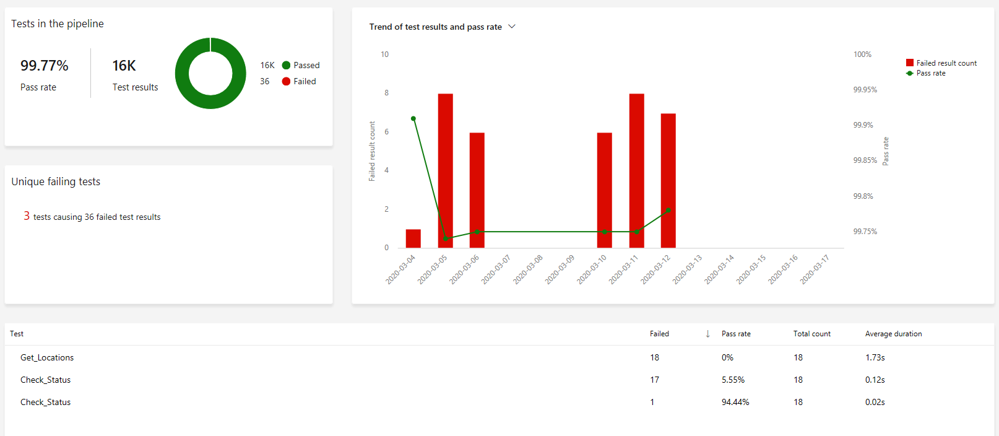 Tests in the pipeline
99.77%
Pass rate
16K
Test results
16K Passed
36 Failed
Unique failing tests
3 tests causing 36 failed test results
Trend of test results and pass rate
10
8
6
4
2
0
Failed result count
100%
99.95%
99.9%
99.85%
99.8%
99.75%
Pass rate
Failed result count
Pass rate
2020-03-04
2020-03-05
2020-03-06
2020-03-07
2020-03-08
2020-03-09
2020-03-10
2020-03-11
2020-03-12
2020-03-13
2020-03-14
2020-03-15
2020-03-16
2020-03-17
Test Failed ↓ Pass rate Total count Average duration
Get_Locations 18 0% 18 1.73s
Check_Status 17 5.55% 18 0.12s
Check_Status 1 94.44% 18 0.02s